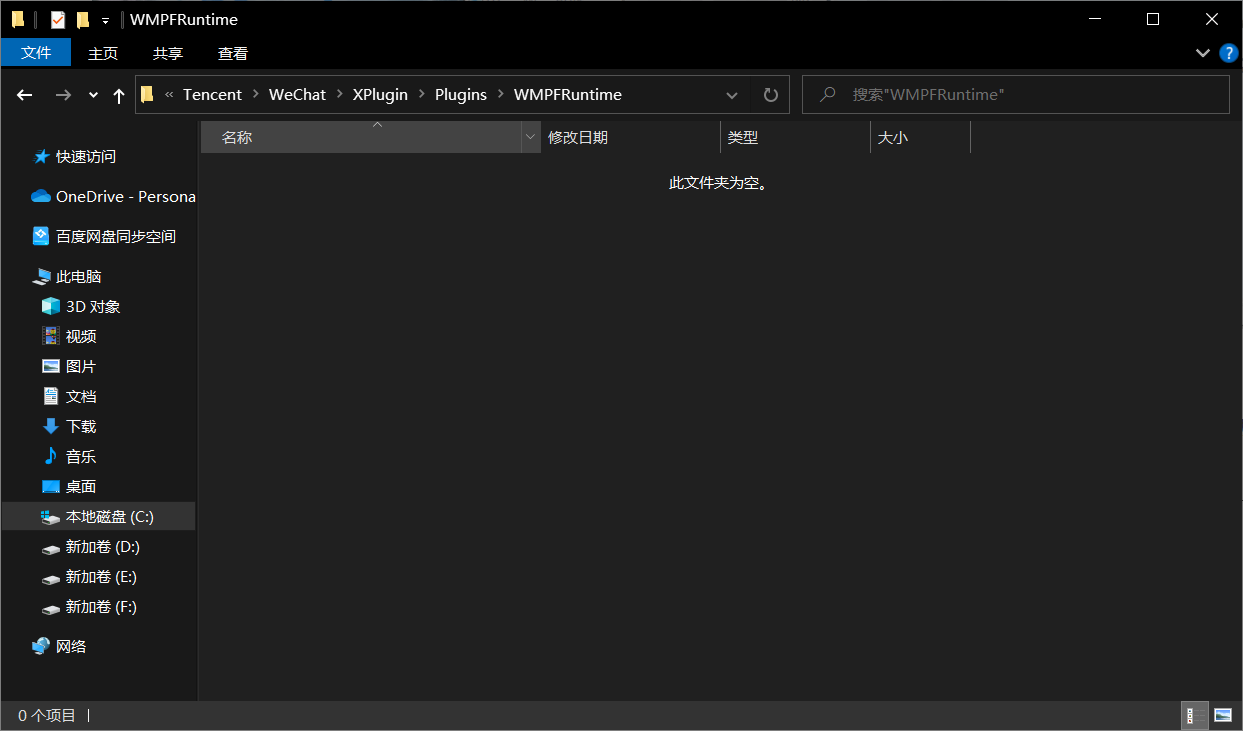 WMPFRuntime
文件 主页 共享 查看
« Tencent WeChat XPlugin Plugins WMPFRuntime 搜索"WMPFRuntime"
名称 修改日期 类型 大小
此文件夹为空。
快速访问
OneDrive - Persona
百度网盘同步空间
此电脑
3D 对象
视频
图片
文档
下载
音乐
桌面
本地磁盘 (C:)
新加卷 (D:)
新加卷 (E:)
新加卷 (F:)
网络
0 个项目